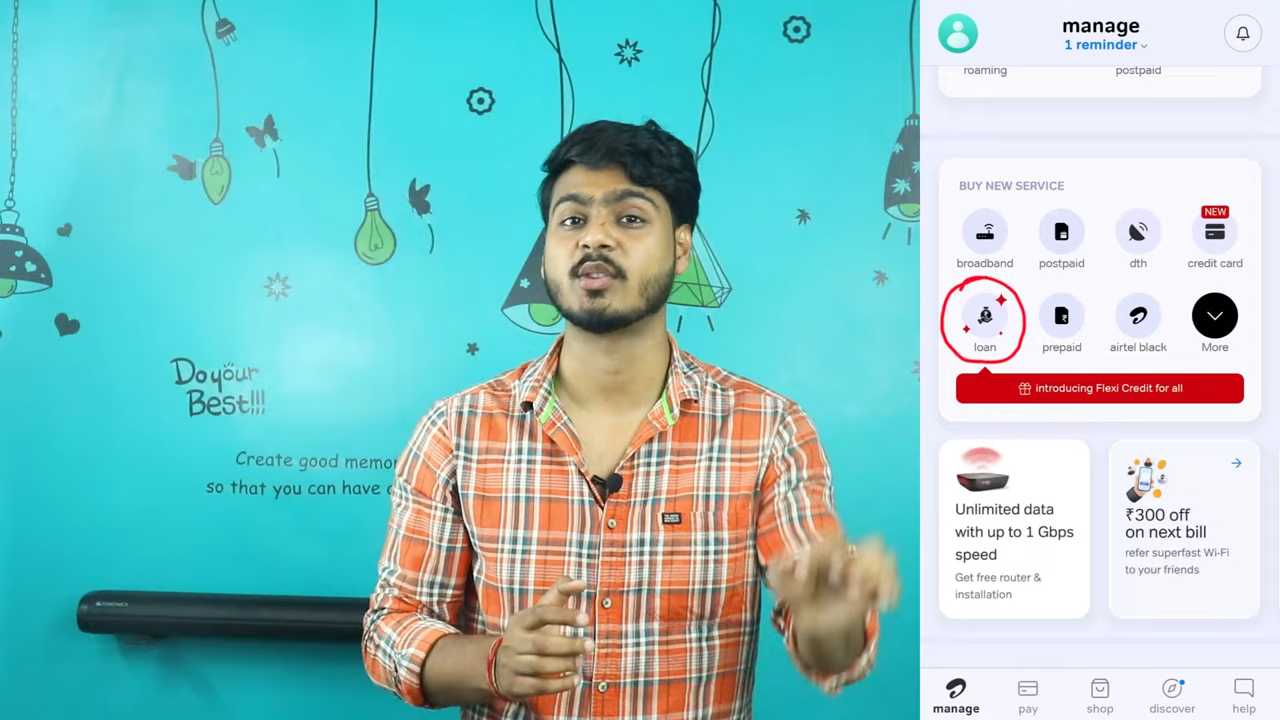 Do your
Best!!!
Create good memo
so that you can have
ZEBRONICS
manage
1 reminder
roaming
postpaid
BUY NEW SERVICE
NEW
broadband
postpaid
dth
credit card
loan
prepaid
airtel black
More
introducing Flexi Credit for all
Unlimited data
with up to 1 Gbps
speed
Get free router &
installation
₹300 off
on next bill
refer superfast Wi-Fi
to your friends
manage
pay
shop
discover
help